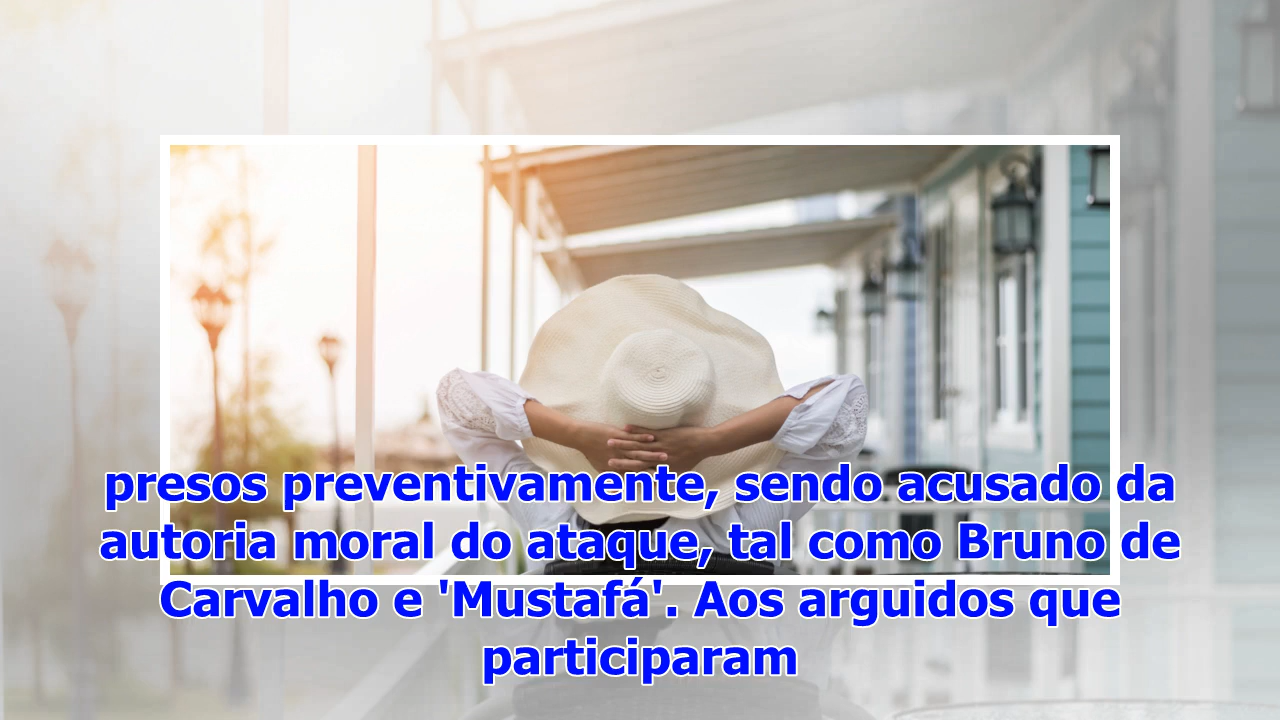 presos preventivamente, sendo acusado da
autoria moral do ataque, tal como Bruno de
Carvalho e 'Mustafá'. Aos arguidos que
participaram